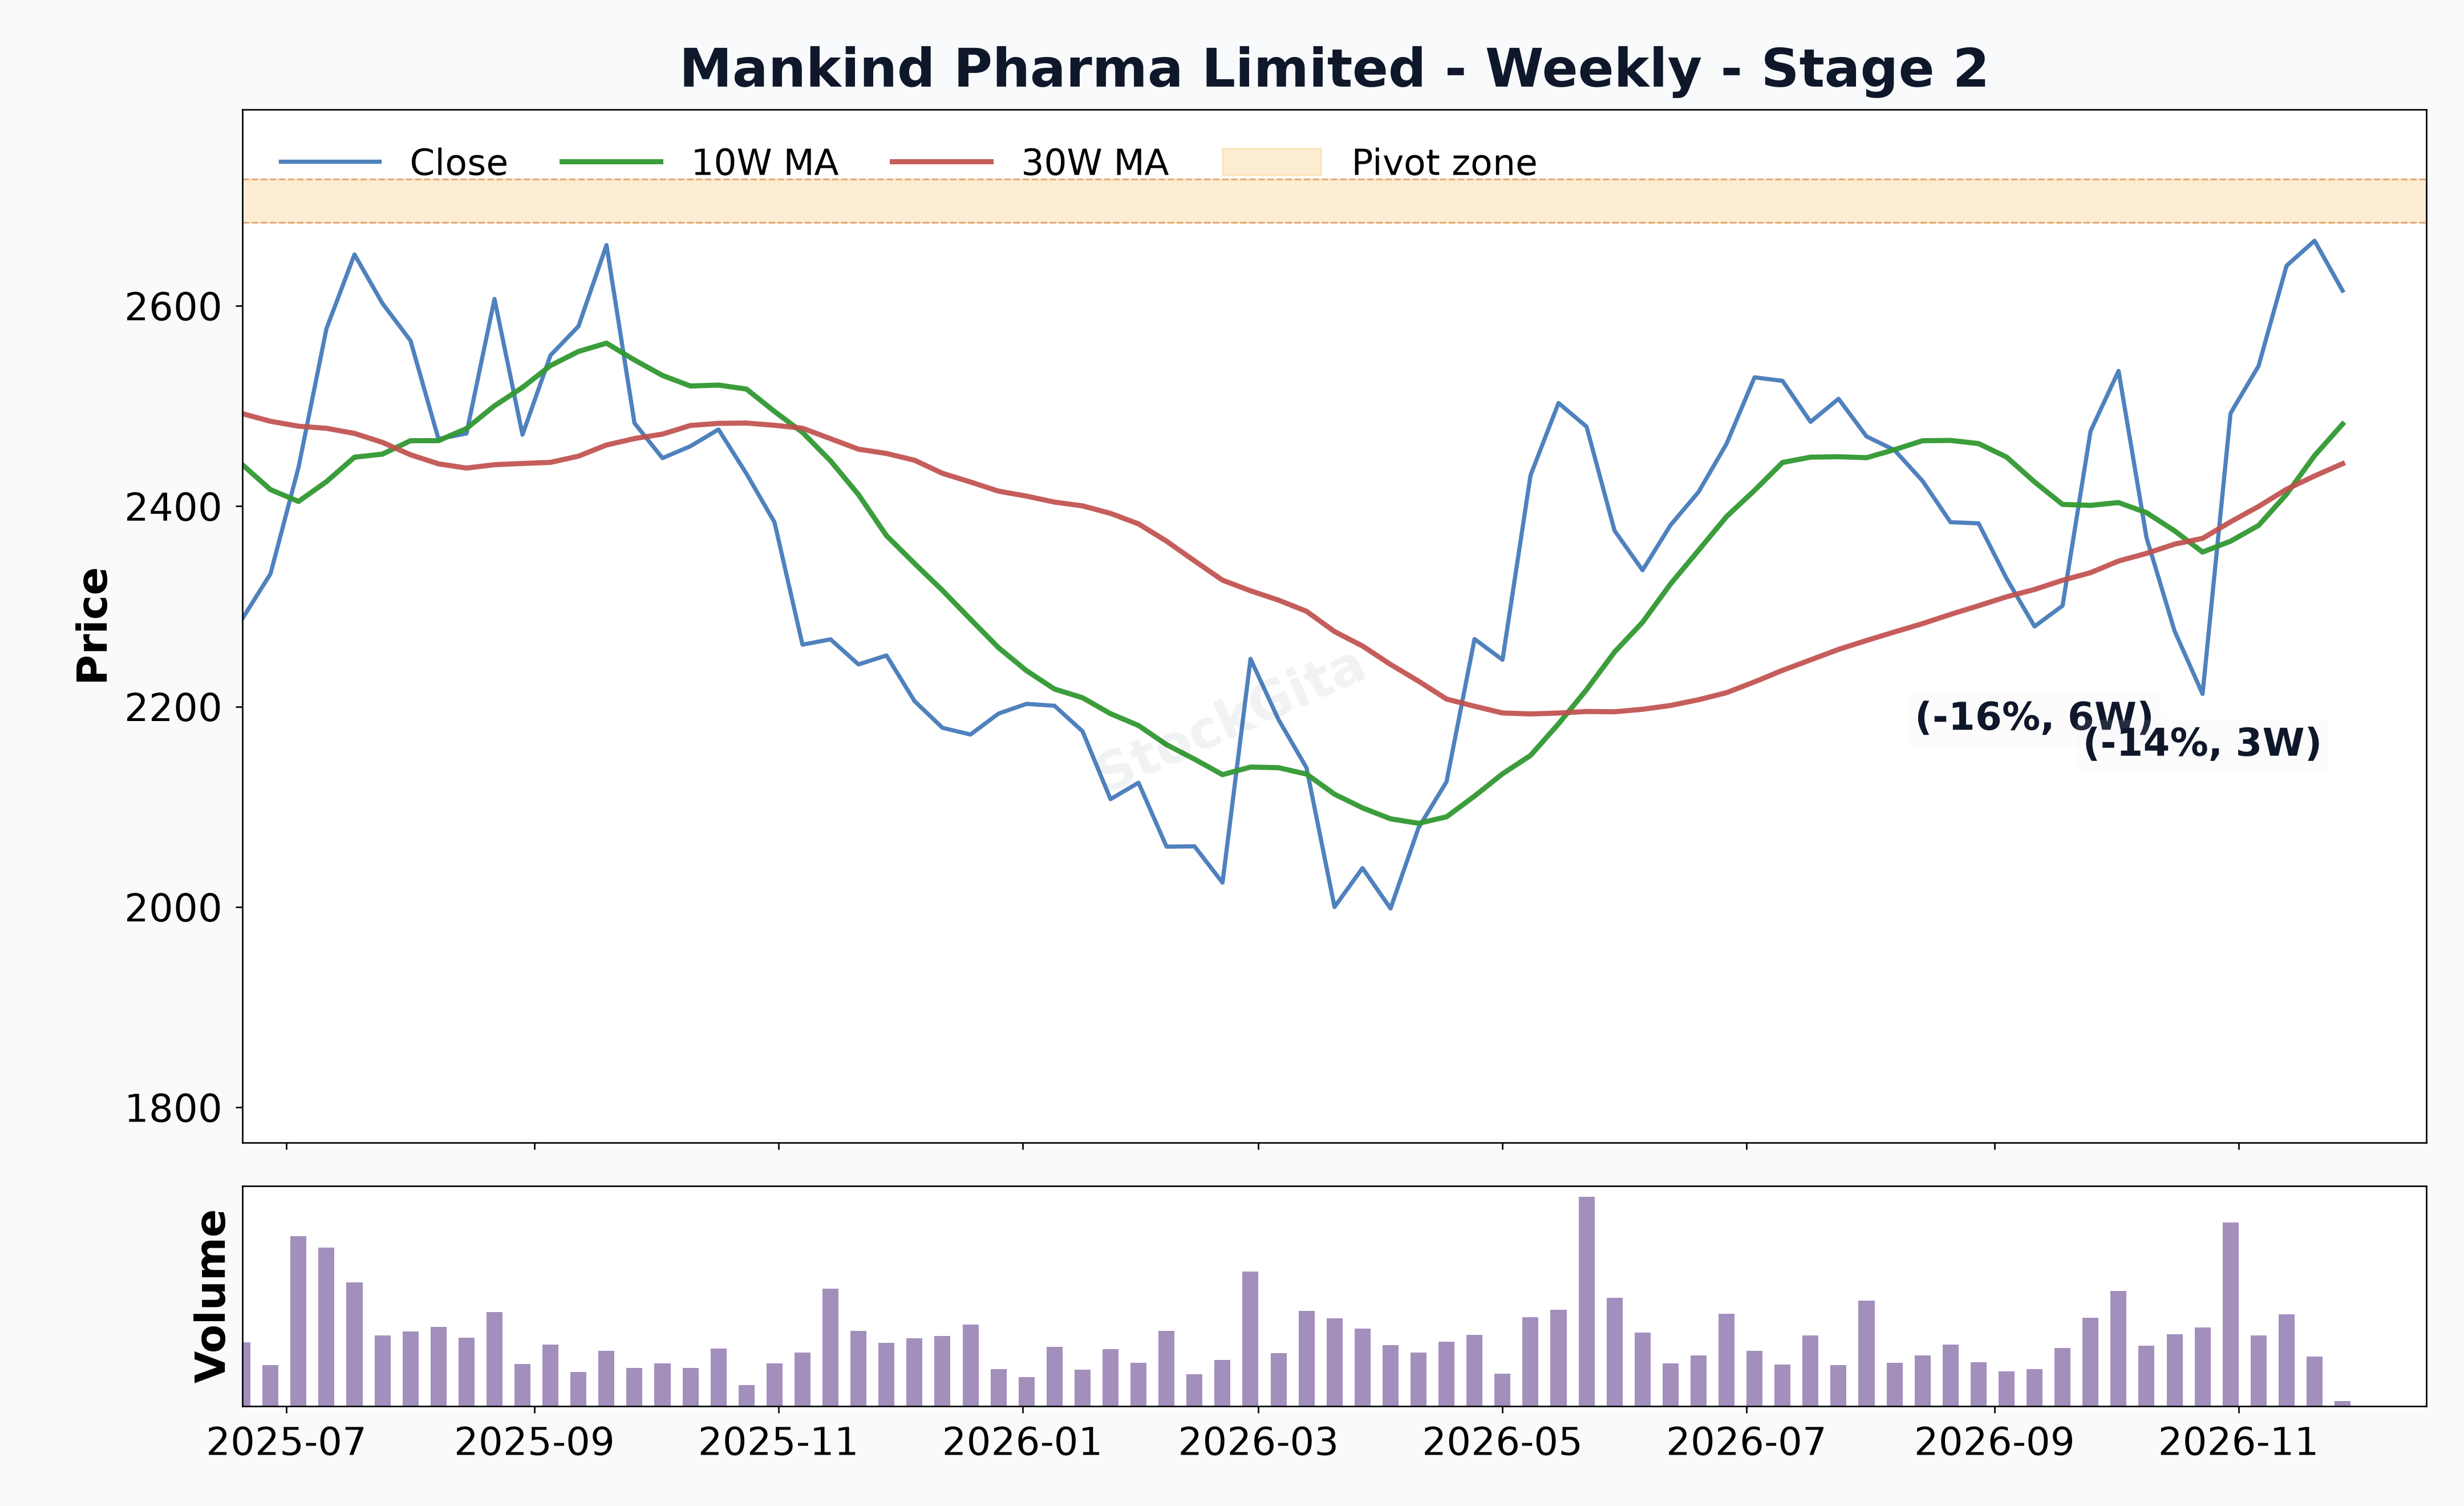 Mankind Pharma Limited - Weekly - Stage 2
Close 10W MA 30W MA Pivot zone
Price
2600
2400
2200
2000
1800
StockGita
(-16%, 6W)
(-14%, 3W)
Volume
2025-07 2025-09 2025-11 2026-01 2026-03 2026-05 2026-07 2026-09 2026-11